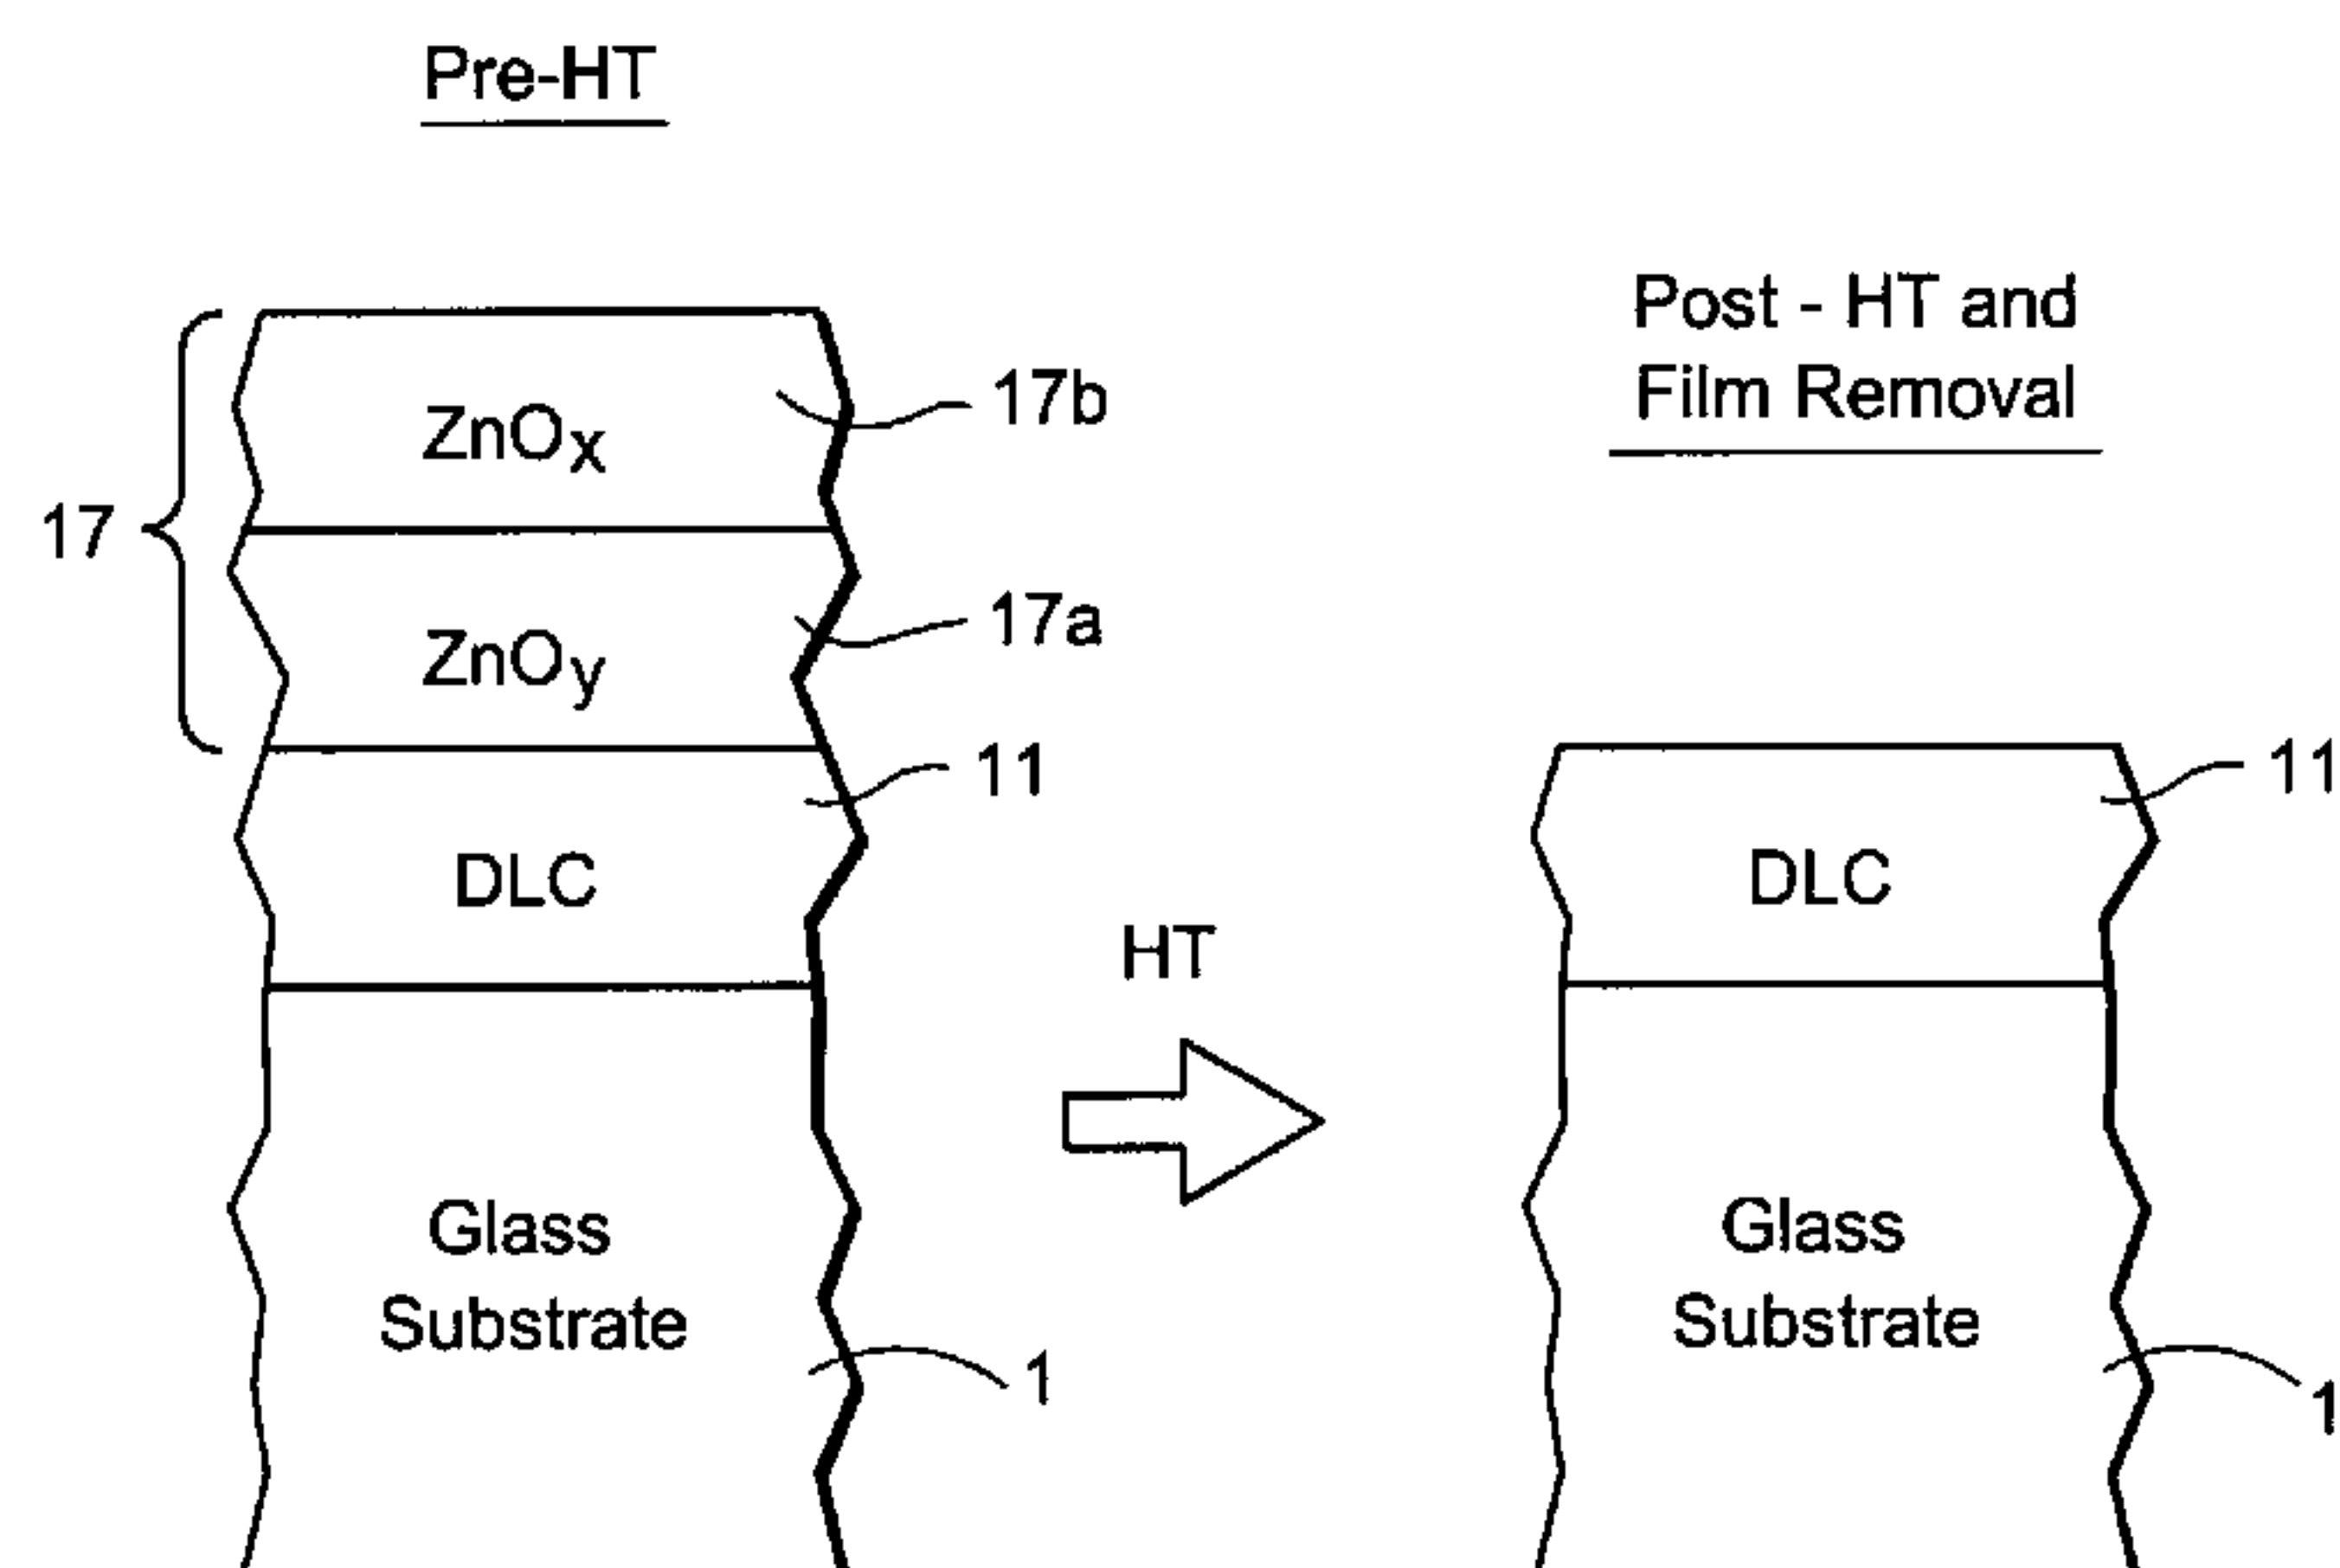 Pre-HT
17
ZnOx
17b
ZnOy
17a
DLC
11
Glass
Substrate
1
HT
Post - HT and
Film Removal
DLC
11
Glass
Substrate
1